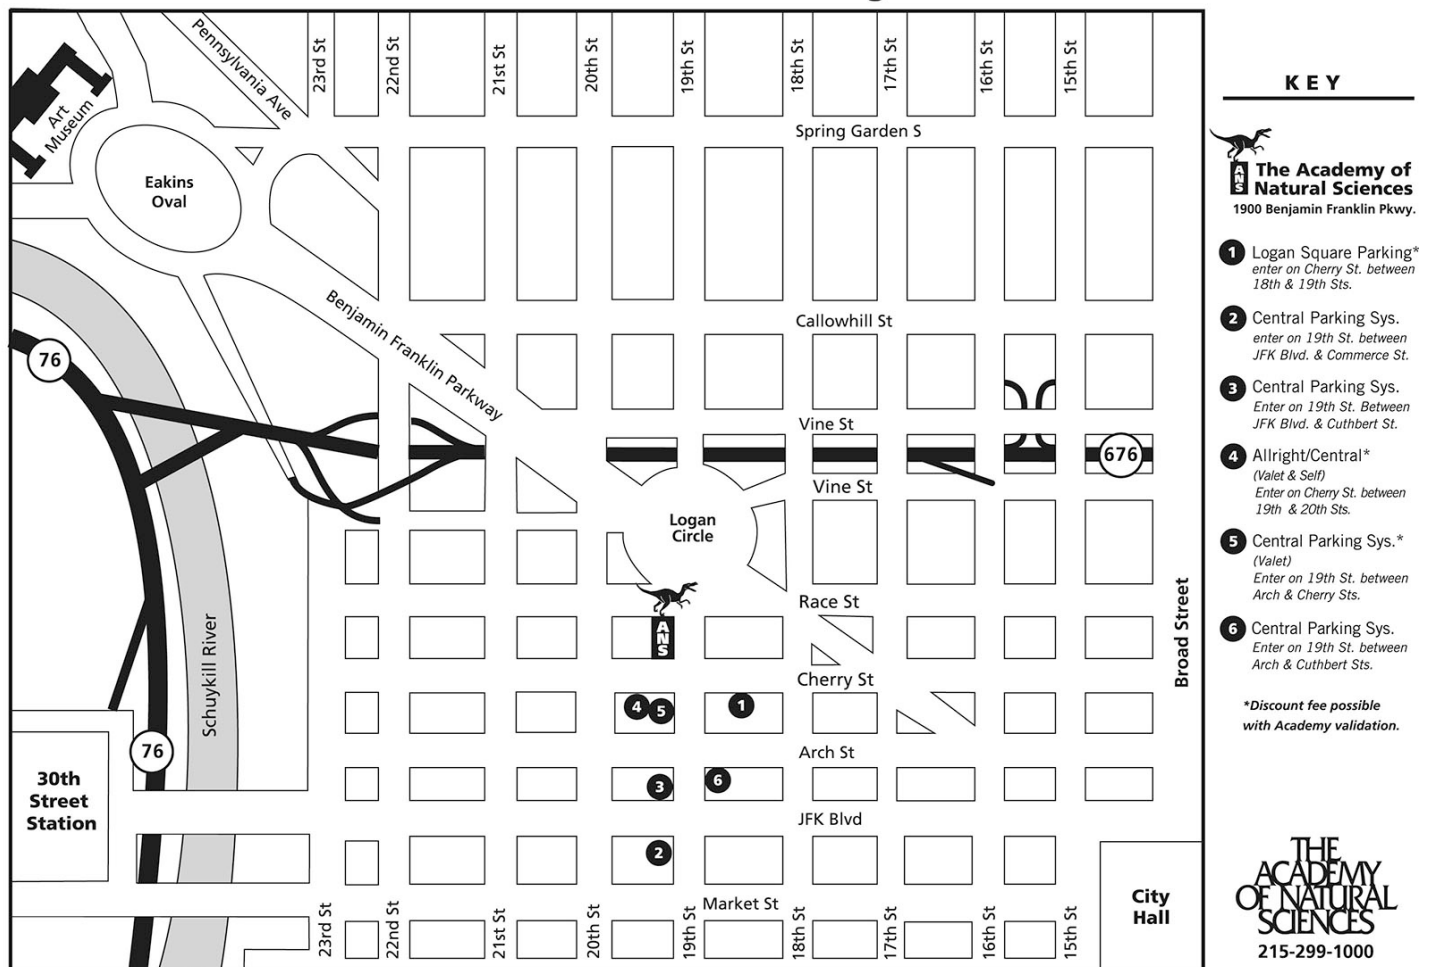 Pennsylvania Ave
23rd St
22nd St
21st St
20th St
19th St
18th St
17th St
16th St
15th St
Art
Museum
Spring Garden S
Eakins
Oval
Benjamin Franklin Parkway
Callowhill St
76
Vine St
676
Vine St
Logan
Circle
Race St
ANS
Cherry St
4
5
1
Arch St
3
6
JFK Blvd
2
Market St
Schuykill River
76
30th
Street
Station
Broad Street
City
Hall
23rd St
22nd St
21st St
20th St
19th St
18th St
17th St
16th St
15th St
KEY
ANS
The Academy of
Natural Sciences
1900 Benjamin Franklin Pkwy.
1 Logan Square Parking*
enter on Cherry St. between
18th & 19th Sts.
2 Central Parking Sys.
enter on 19th St. between
JFK Blvd. & Commerce St.
3 Central Parking Sys.
Enter on 19th St. Between
JFK Blvd. & Cuthbert St.
4 Allright/Central*
(Valet & Self)
Enter on Cherry St. between
19th & 20th Sts.
5 Central Parking Sys.*
(Valet)
Enter on 19th St. between
Arch & Cherry Sts.
6 Central Parking Sys.
Enter on 19th St. between
Arch & Cuthbert Sts.
*Discount fee possible
with Academy validation.
THE
ACADEMY
OF NATURAL
SCIENCES
215-299-1000